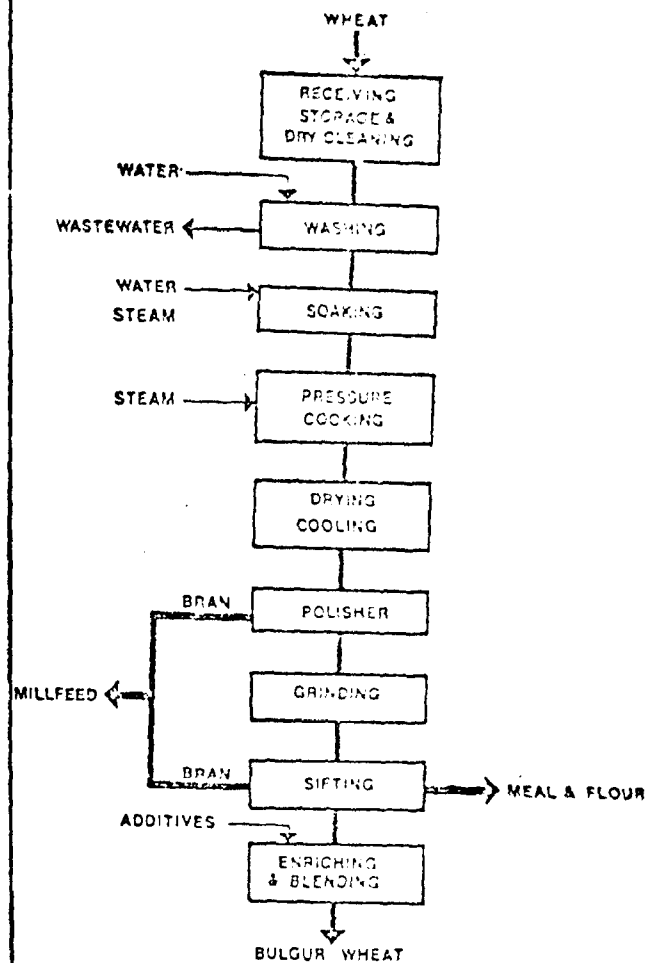 WHEAT
RECEIVING
STORAGE &
DRY CLEANING
WATER
WASTEWATER
WASHING
WATER
STEAM
SOAKING
STEAM
PRESSURE
COOKING
DRYING
COOLING
BRAN
POLISHER
MILLFEED
GRINDING
BRAN
SIFTING
MEAL & FLOUR
ADDITIVES
ENRICHING
& BLENDING
BULGUR WHEAT